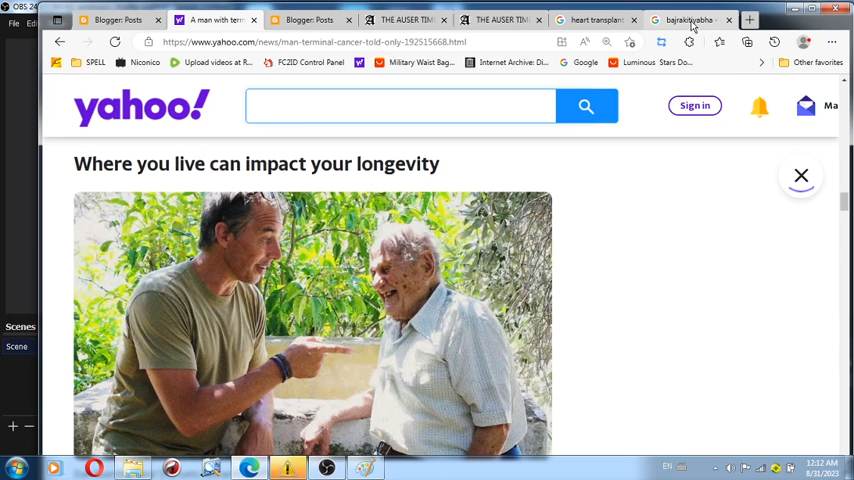 OBS 24
File
Ed
Blogger: Posts
A man with term
Blogger: Posts
THE AUSER TIM
THE AUSER TIM
heart transplant
bajrakitiyabha -
https://www.yahoo.com/news/man-terminal-cancer-told-only-192515668.html
SPELL
Niconico
Upload videos at R...
FC2ID Control Panel
Military Waist Bag...
Internet Archive: Di...
Google
Luminous Stars Do...
Other favorites
yahoo!
Sign in
Ma
Where you live can impact your longevity
Scenes
Scene
EN
12:12 AM
8/31/2023